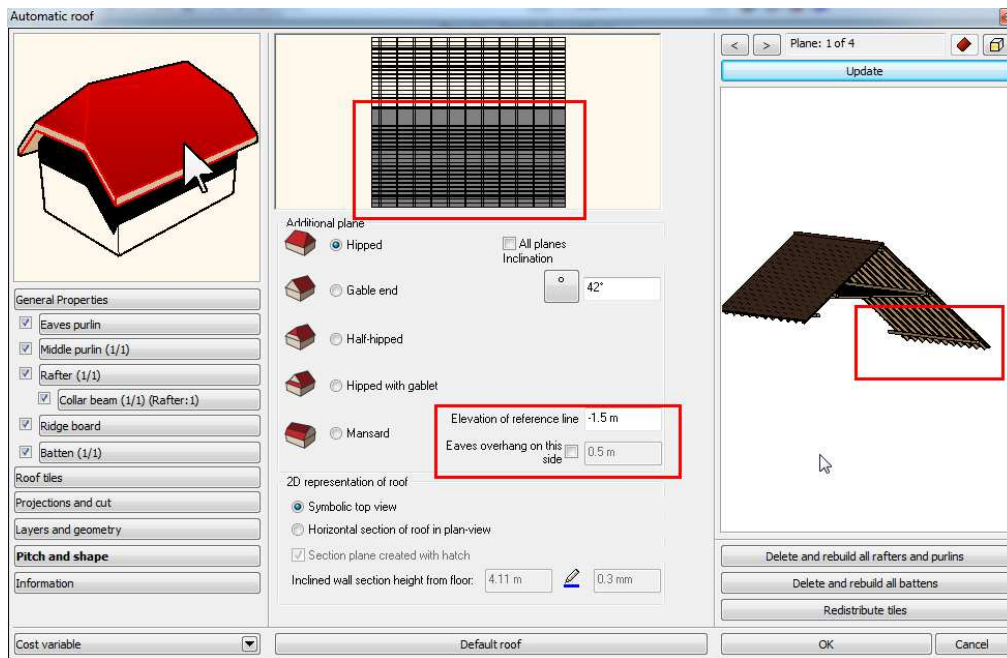 Automatic roof
General Properties
Eaves purlin
Middle purlin (1/1)
Rafter (1/1)
Collar beam (1/1) (Rafter:1)
Ridge board
Batten (1/1)
Roof tiles
Projections and cut
Layers and geometry
Pitch and shape
Information
Cost variable
Additional plane
Hipped
All planes
Inclination
° 42°
Gable end
Half-hipped
Hipped with gablet
Mansard
Elevation of reference line -1.5 m
Eaves overhang on this
side 0.5 m
2D representation of roof
Symbolic top view
Horizontal section of roof in plan-view
Section plane created with hatch
Inclined wall section height from floor: 4.11 m 0.3 mm
Default roof
< > Plane: 1 of 4
Update
Delete and rebuild all rafters and purlins
Delete and rebuild all battens
Redistribute tiles
OK Cancel